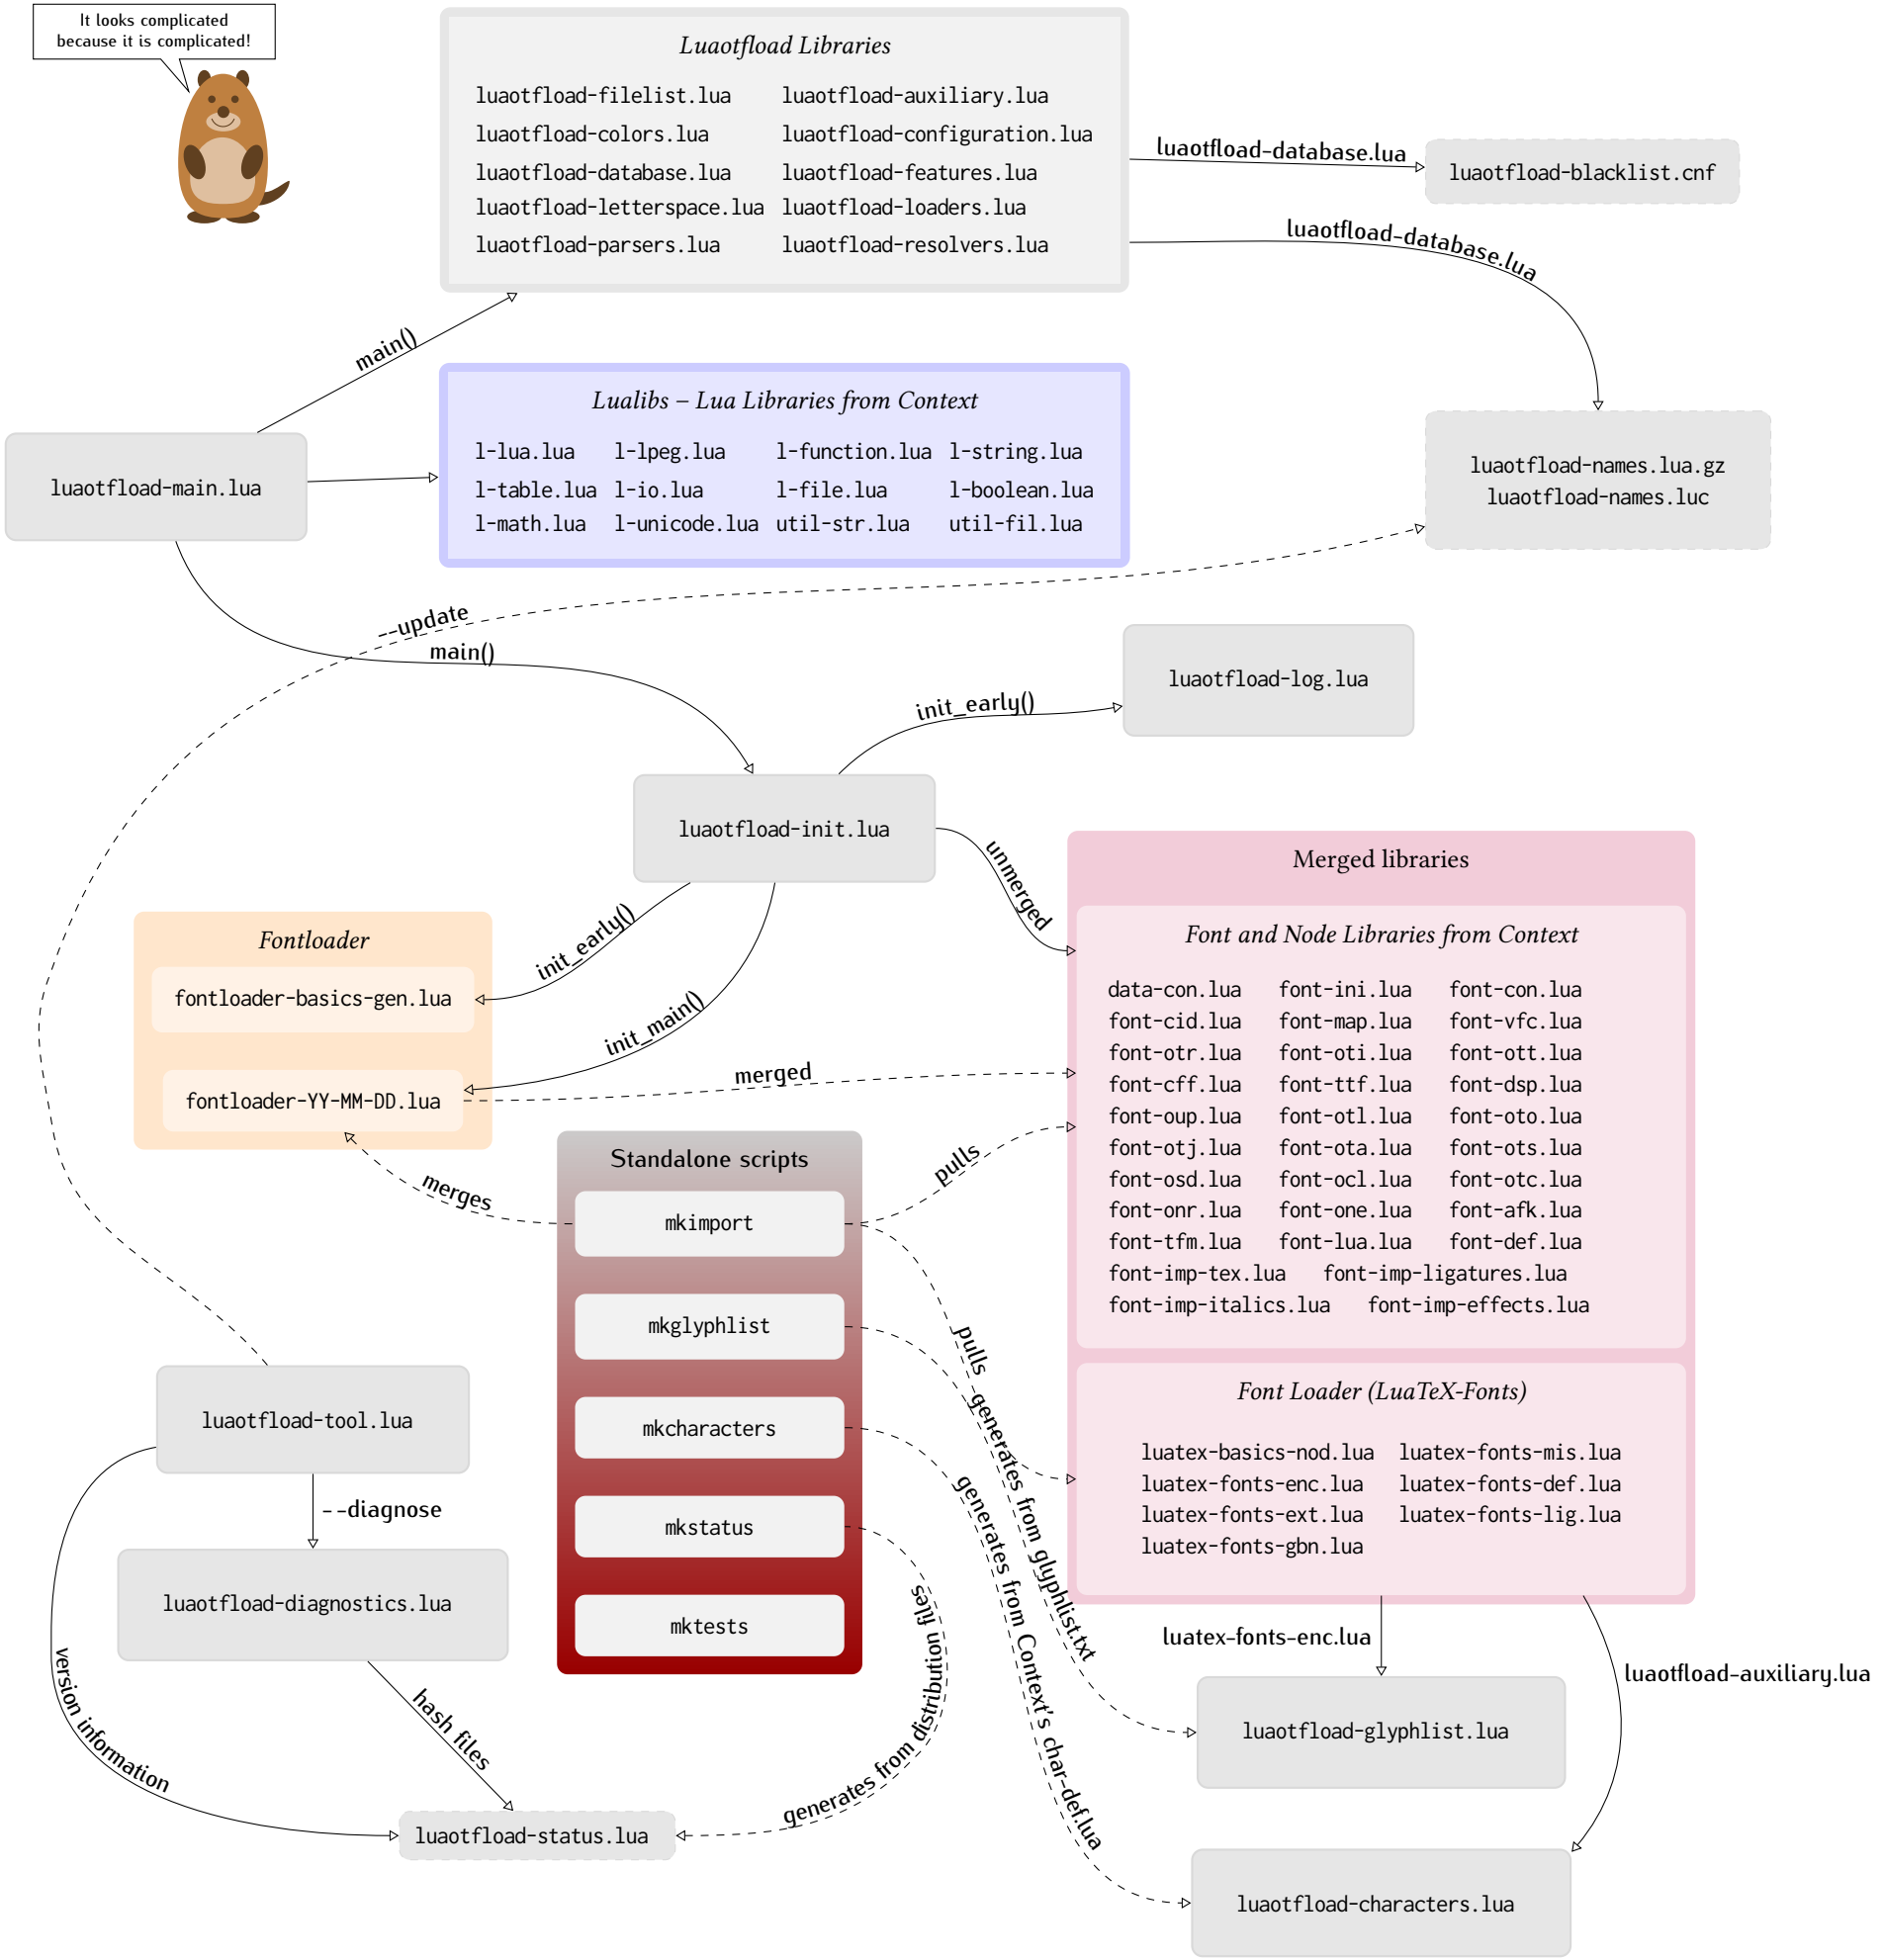 It looks complicated
because it is complicated!
Luaotfload Libraries
luaotfload-filelist.lua luaotfload-auxiliary.lua
luaotfload-colors.lua luaotfload-configuration.lua
luaotfload-database.lua luaotfload-features.lua
luaotfload-letterspace.lua luaotfload-loaders.lua
luaotfload-parsers.lua luaotfload-resolvers.lua
luaotfload-database.lua
luaotfload-blacklist.cnf
luaotfload-database.lua
main()
Lualibs – Lua Libraries from Context
l-lua.lua l-lpeg.lua l-function.lua l-string.lua
l-table.lua l-io.lua l-file.lua l-boolean.lua
l-math.lua l-unicode.lua util-str.lua util-fil.lua
luaotfload-main.lua
luaotfload-names.lua.gz
luaotfload-names.luc
--update
main()
luaotfload-log.lua
init_early()
luaotfload-init.lua
unmerged
Merged libraries
Font and Node Libraries from Context
data-con.lua font-ini.lua font-con.lua
font-cid.lua font-map.lua font-vfc.lua
font-otr.lua font-oti.lua font-ott.lua
font-cff.lua font-ttf.lua font-dsp.lua
font-oup.lua font-otl.lua font-oto.lua
font-otj.lua font-ota.lua font-ots.lua
font-osd.lua font-ocl.lua font-otc.lua
font-onr.lua font-one.lua font-afk.lua
font-tfm.lua font-lua.lua font-def.lua
font-imp-tex.lua font-imp-ligatures.lua
font-imp-italics.lua font-imp-effects.lua
Fontloader
fontloader-basics-gen.lua
init_early()
init_main()
fontloader-YY-MM-DD.lua
merged
merges
pulls
Standalone scripts
mkimport
mkglyphlist
mkcharacters
mkstatus
mktests
pulls
generates from glyphlist.txt
generates from Context's char-def.lua
generates from distribution files
Font Loader (LuaTeX-Fonts)
luatex-basics-nod.lua luatex-fonts-mis.lua
luatex-fonts-enc.lua luatex-fonts-def.lua
luatex-fonts-ext.lua luatex-fonts-lig.lua
luatex-fonts-gbn.lua
luaotfload-tool.lua
--diagnose
luaotfload-diagnostics.lua
version information
hash files
luaotfload-status.lua
luatex-fonts-enc.lua
luaotfload-auxiliary.lua
luaotfload-glyphlist.lua
luaotfload-characters.lua